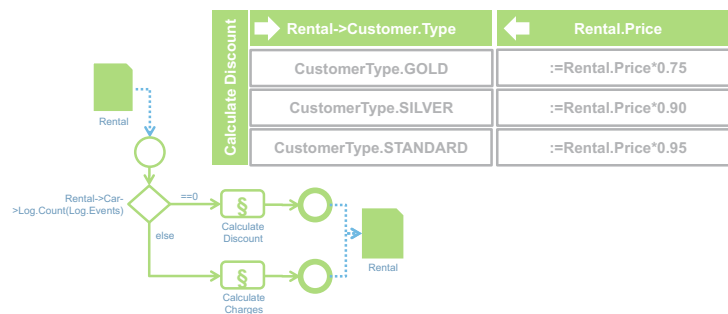 Calculate Discount
Rental->Customer.Type
Rental.Price
CustomerType.GOLD
:=Rental.Price*0.75
CustomerType.SILVER
:=Rental.Price*0.90
CustomerType.STANDARD
:=Rental.Price*0.95
Rental
Rental->Car-
>Log.Count(Log.Events)
==0
§
Calculate
Discount
else
§
Calculate
Charges
Rental